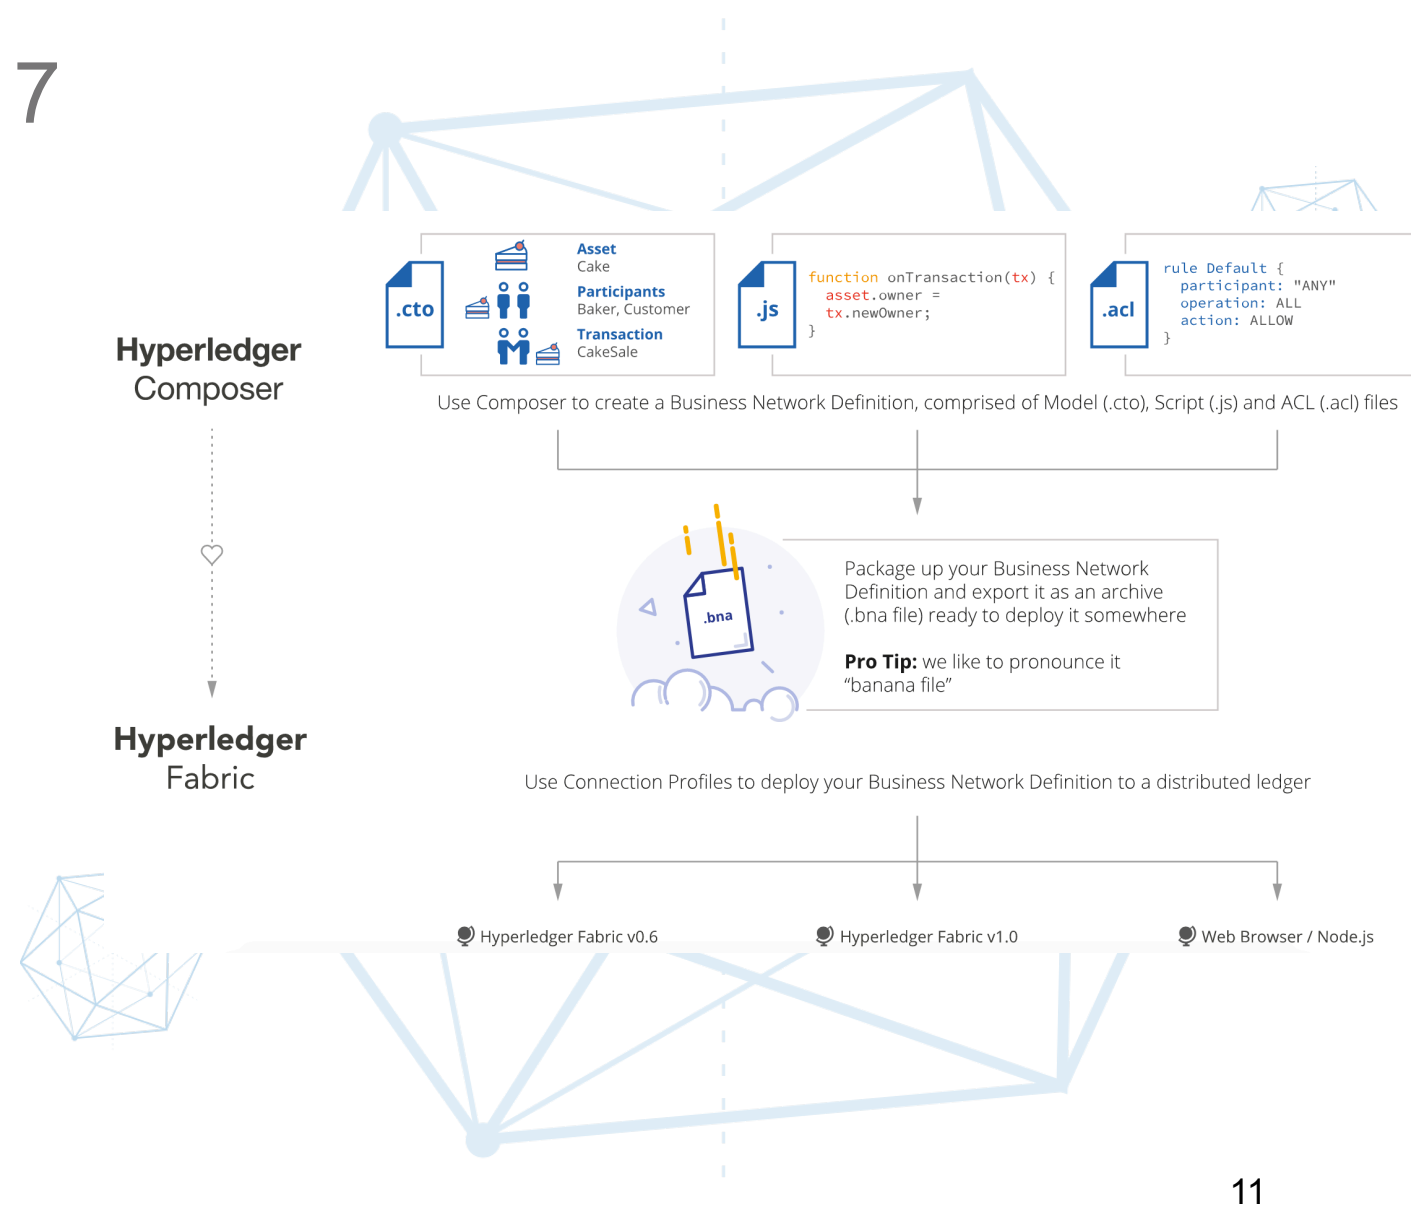 7
Hyperledger
Composer
.cto
Asset
Cake
Participants
Baker, Customer
Transaction
CakeSale
.js
function onTransaction(tx) {
asset.owner =
tx.newOwner;
}
.acl
rule Default {
participant: "ANY"
operation: ALL
action: ALLOW
}
Use Composer to create a Business Network Definition, comprised of Model (.cto), Script (.js) and ACL (.acl) files
.bna
Package up your Business Network
Definition and export it as an archive
(.bna file) ready to deploy it somewhere
Pro Tip: we like to pronounce it
“banana file”
Hyperledger
Fabric
Use Connection Profiles to deploy your Business Network Definition to a distributed ledger
Hyperledger Fabric v0.6
Hyperledger Fabric v1.0
Web Browser / Node.js
11